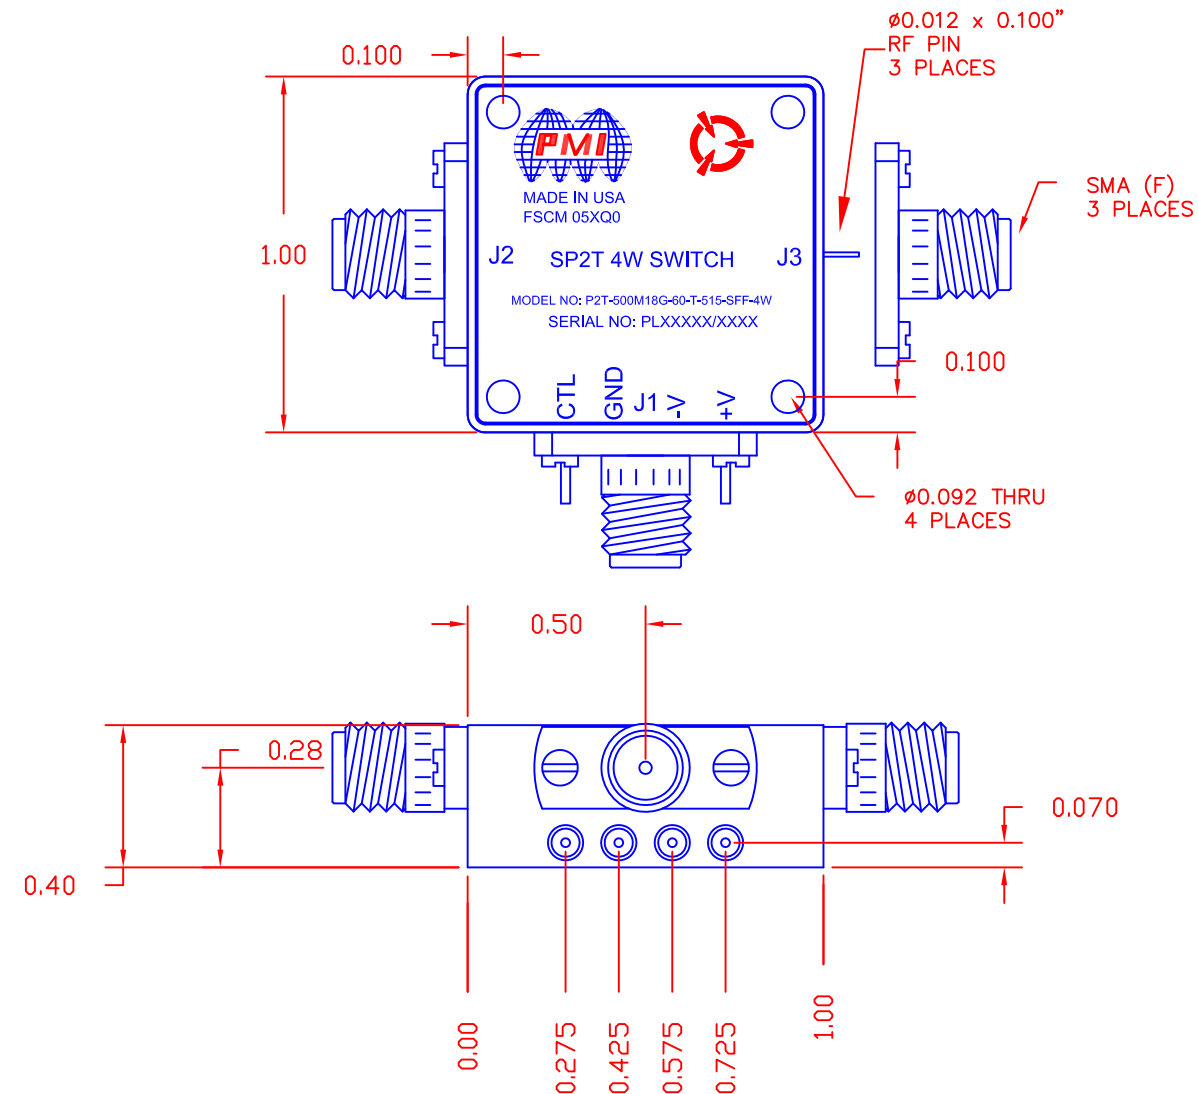 ø0.012 x 0.100”
RF PIN
3 PLACES
0.100
PMI
MADE IN USA
FSCM 05XQ0
SMA (F)
3 PLACES
1.00
J2
SP2T 4W SWITCH
J3
MODEL NO: P2T-500M18G-60-T-515-SFF-4W
SERIAL NO: PLXXXXX/XXXX
0.100
CTL
GND
J1
-V
+V
ø0.092 THRU
4 PLACES
0.50
0.28
0.070
0.40
0.00
0.275
0.425
0.575
0.725
1.00